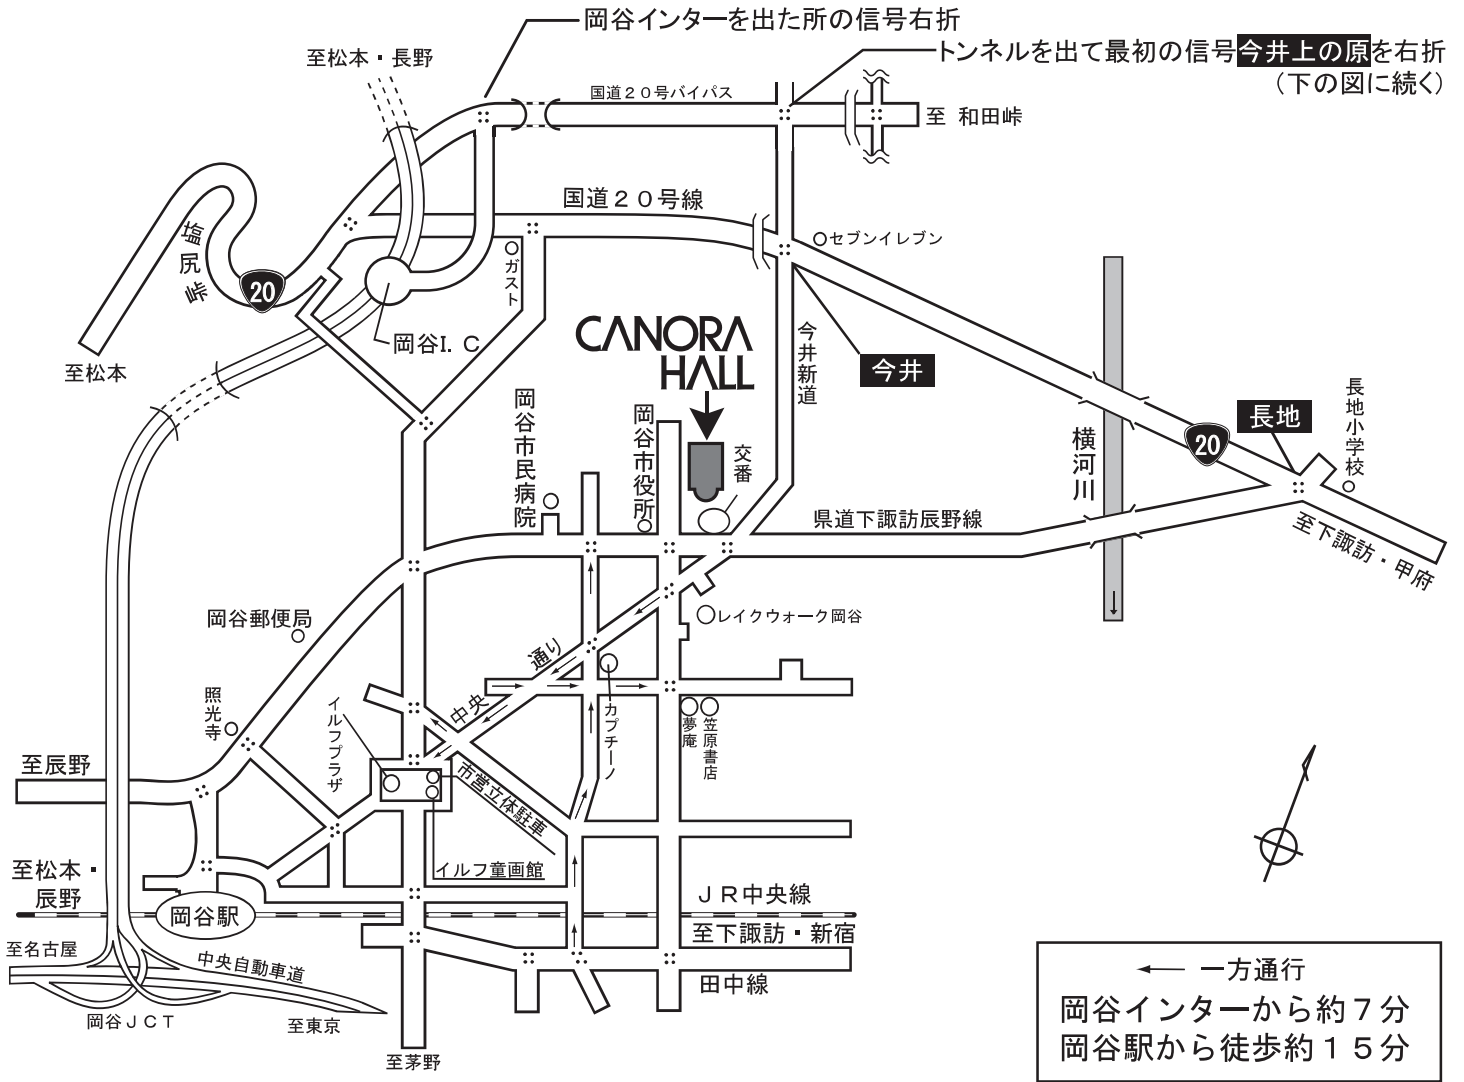 岡谷インターを出た所の信号右折
トンネルを出て最初の信号今井上の原を右折
(下の図に続く)
至松本・長野
国道20号バイパス
至 和田峠
国道20号線
セブンイレブン
塩尻峠
20
ガスト
岡谷I. C
至松本
CANORA
HALL
今井新道
今井
長地
長地小学校
20
横河川
岡谷市民病院
岡谷市役所
交番
県道下諏訪辰野線
至下諏訪・甲府
岡谷郵便局
レイクウォーク岡谷
中央通り
照光寺
イルフプラザ
カプチーノ
夢庵
笠原書店
至辰野
市営立体駐車
イルフ童画館
至松本・
辰野
岡谷駅
JR中央線
至下諏訪・新宿
至名古屋
中央自動車道
田中線
岡谷JCT
至東京
至茅野
一方通行
岡谷インターから約7分
岡谷駅から徒歩約15分